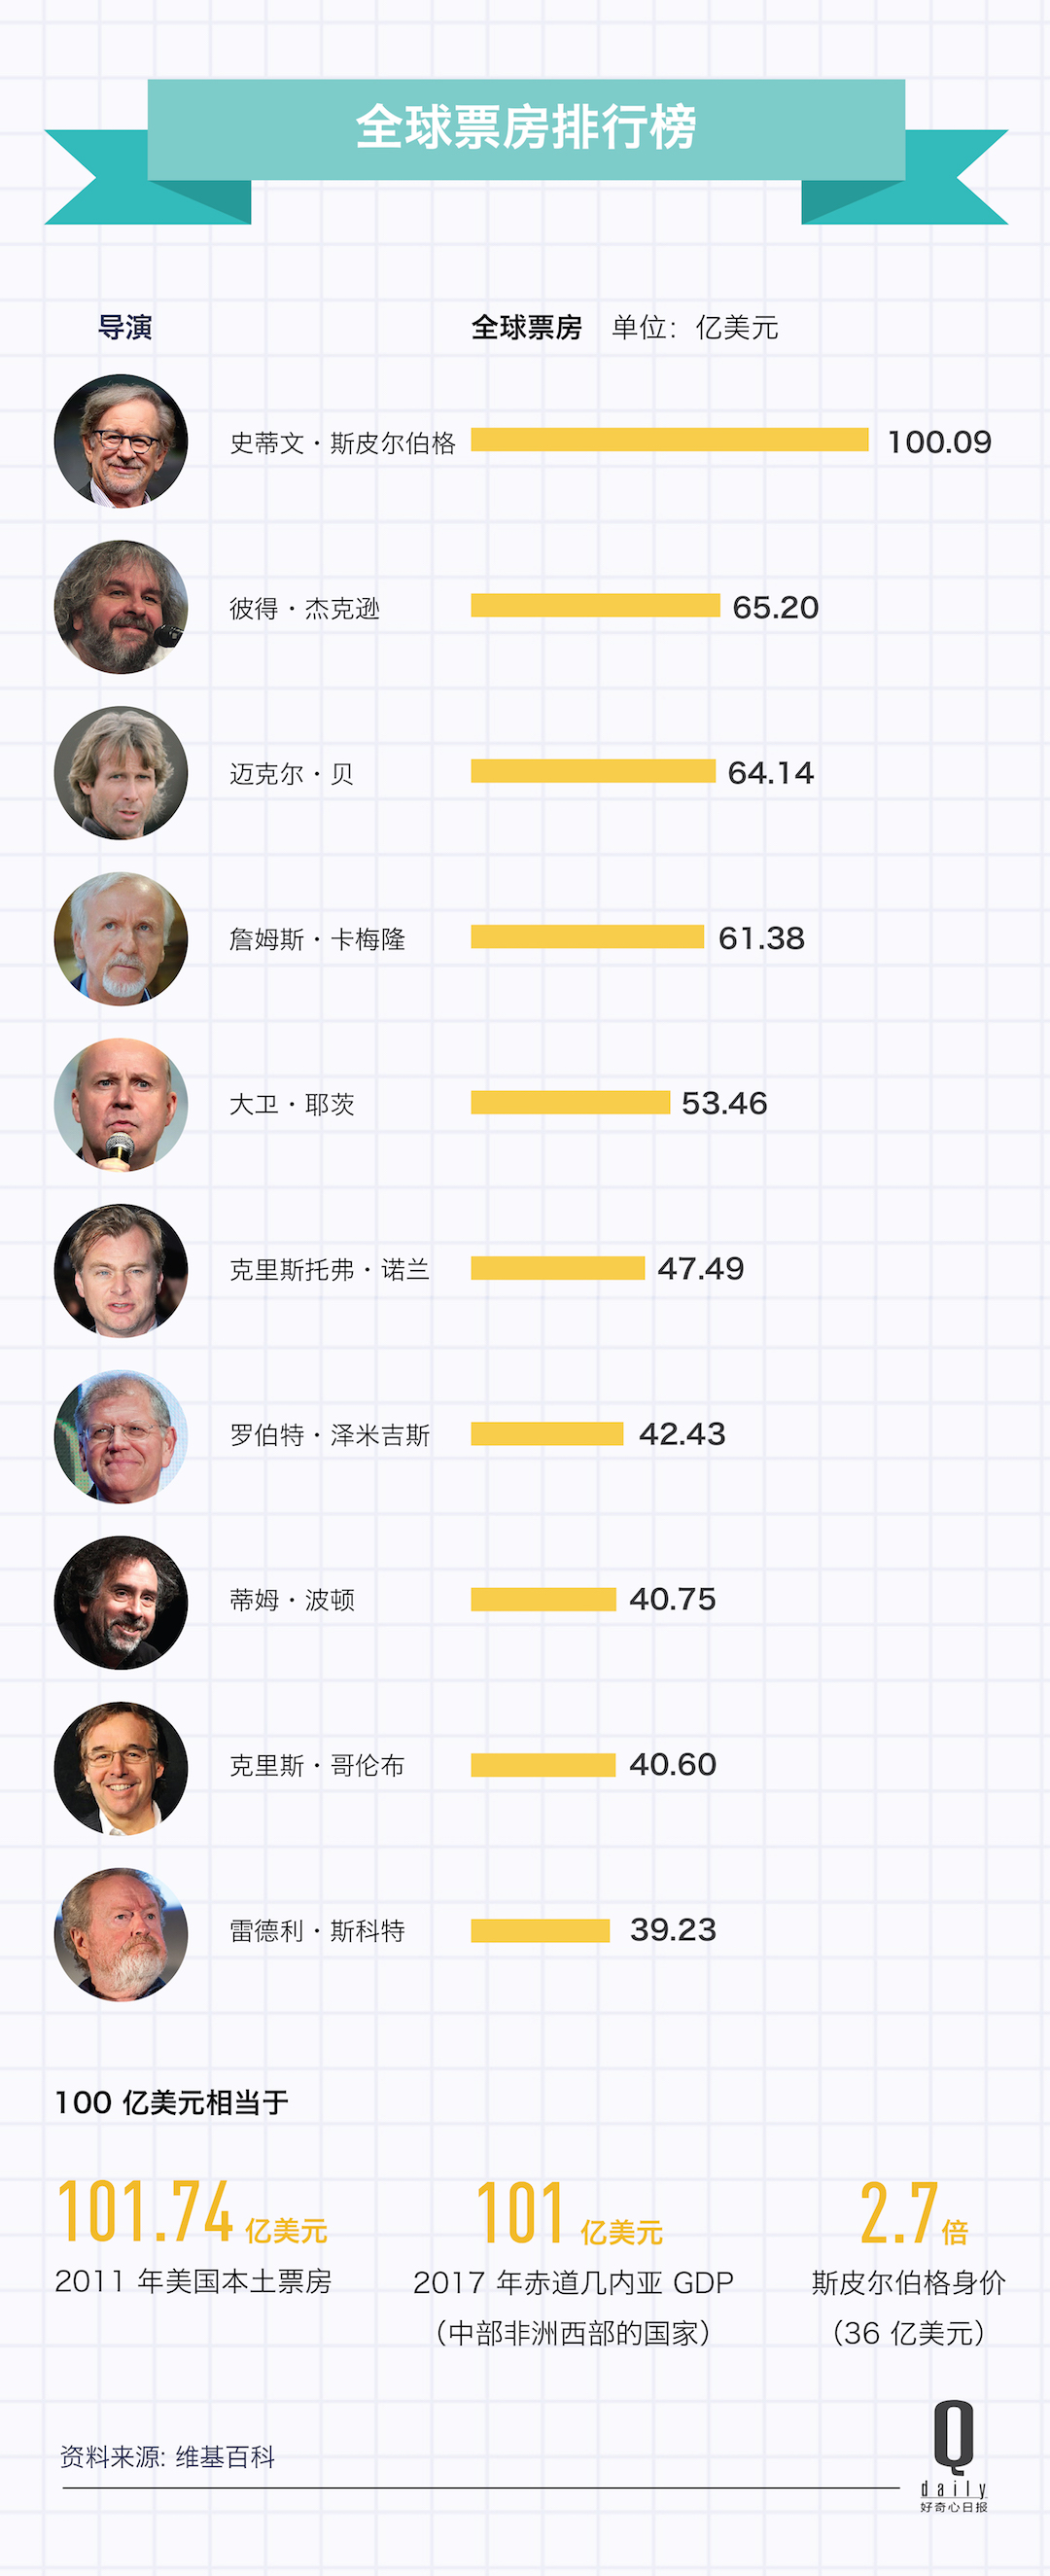 全球票房排行榜
导演 全球票房 单位：亿美元
史蒂文·斯皮尔伯格 100.09
彼得·杰克逊 65.20
迈克尔·贝 64.14
詹姆斯·卡梅隆 61.38
大卫·耶茨 53.46
克里斯托弗·诺兰 47.49
罗伯特·泽米吉斯 42.43
蒂姆·波顿 40.75
克里斯·哥伦布 40.60
雷德利·斯科特 39.23
100 亿美元相当于
101.74 亿美元 101 亿美元 2.7倍
2011 年美国本土票房 2017 年赤道几内亚 GDP 斯皮尔伯格身价
（中部非洲西部的国家） （36 亿美元）
资料来源: 维基百科
Q
daily
好奇心日报